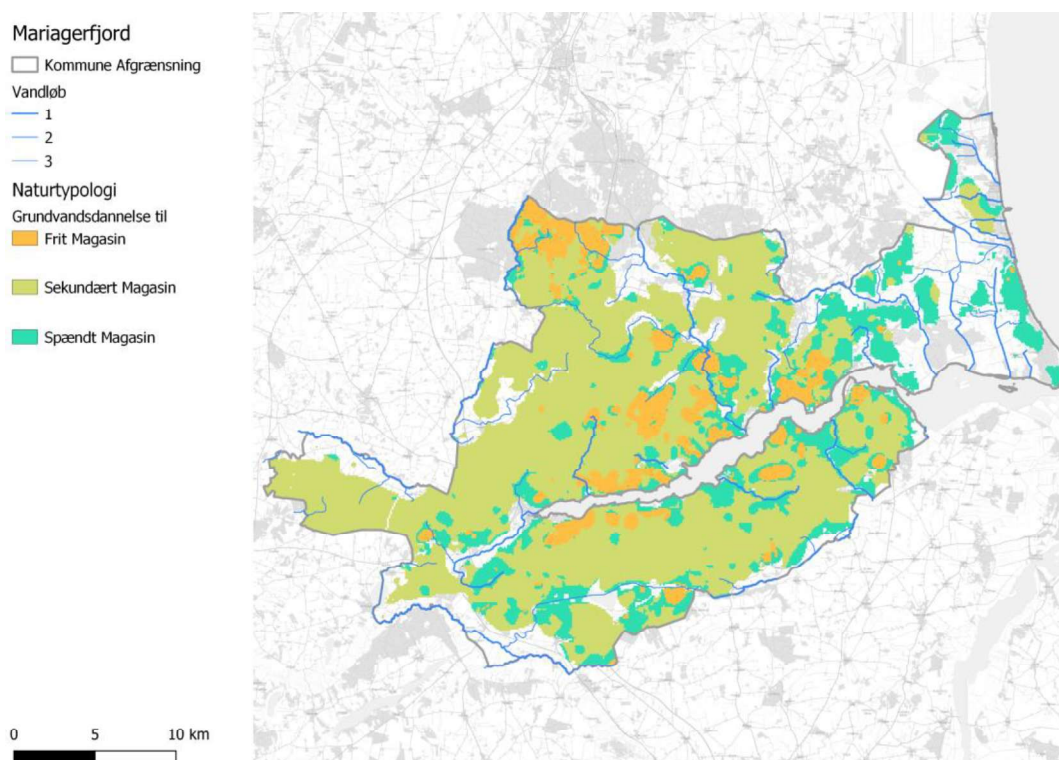 Mariagerfjord
Kommune Afgrænsning
Vandløb
1
2
3
Naturtypologi
Grundvandsdannelse til
Frit Magasin
Sekundært Magasin
Spændt Magasin
0 5 10 km